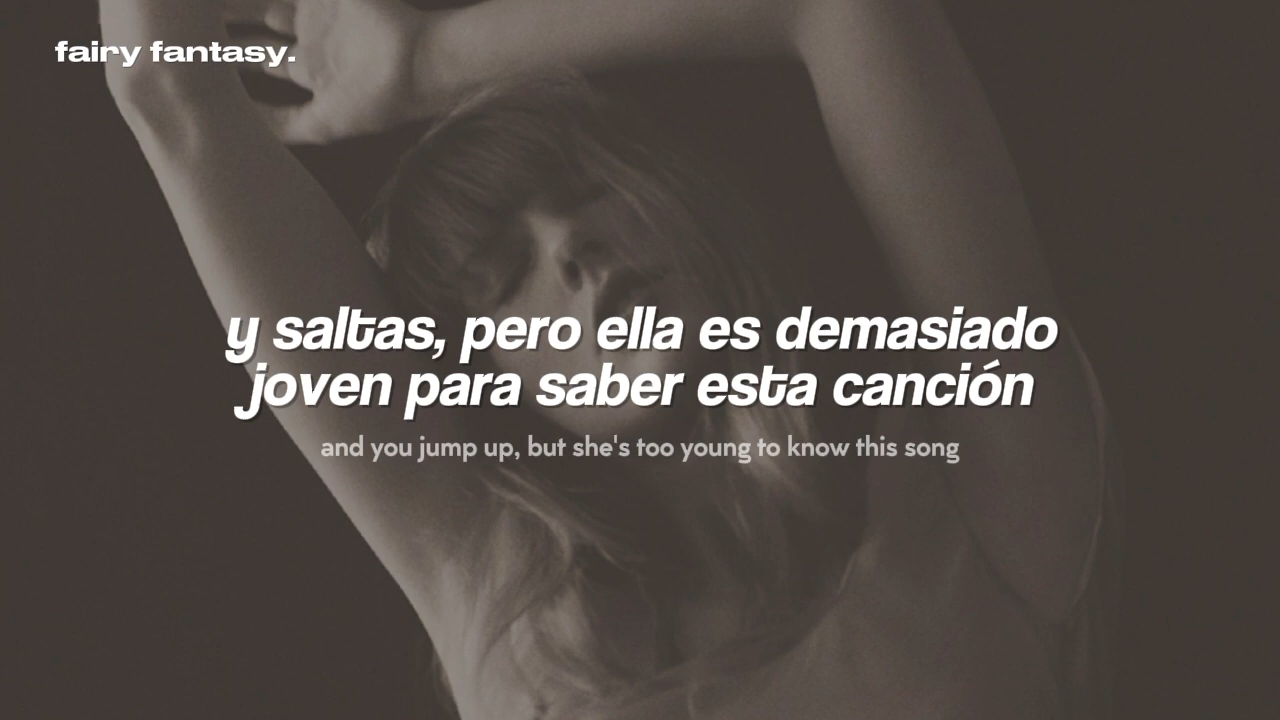 fairy fantasy.
y saltas, pero ella es demasiado
joven para saber esta canción
and you jump up, but she's too young to know this song